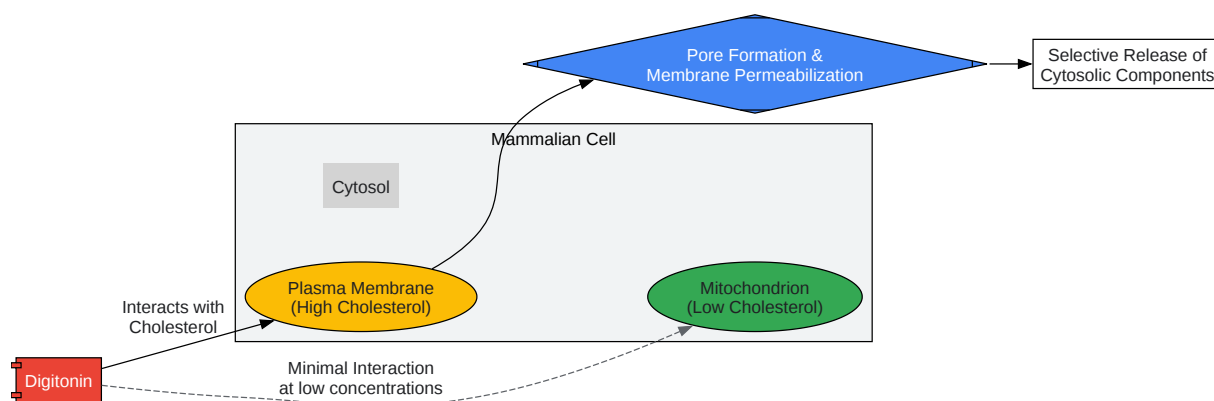 Pore Formation &
Membrane Permeabilization
Selective Release of
Cytosolic Components
Mammalian Cell
Cytosol
Plasma Membrane
(High Cholesterol)
Mitochondrion
(Low Cholesterol)
Interacts with
Cholesterol
Digitonin
Minimal Interaction
at low concentrations